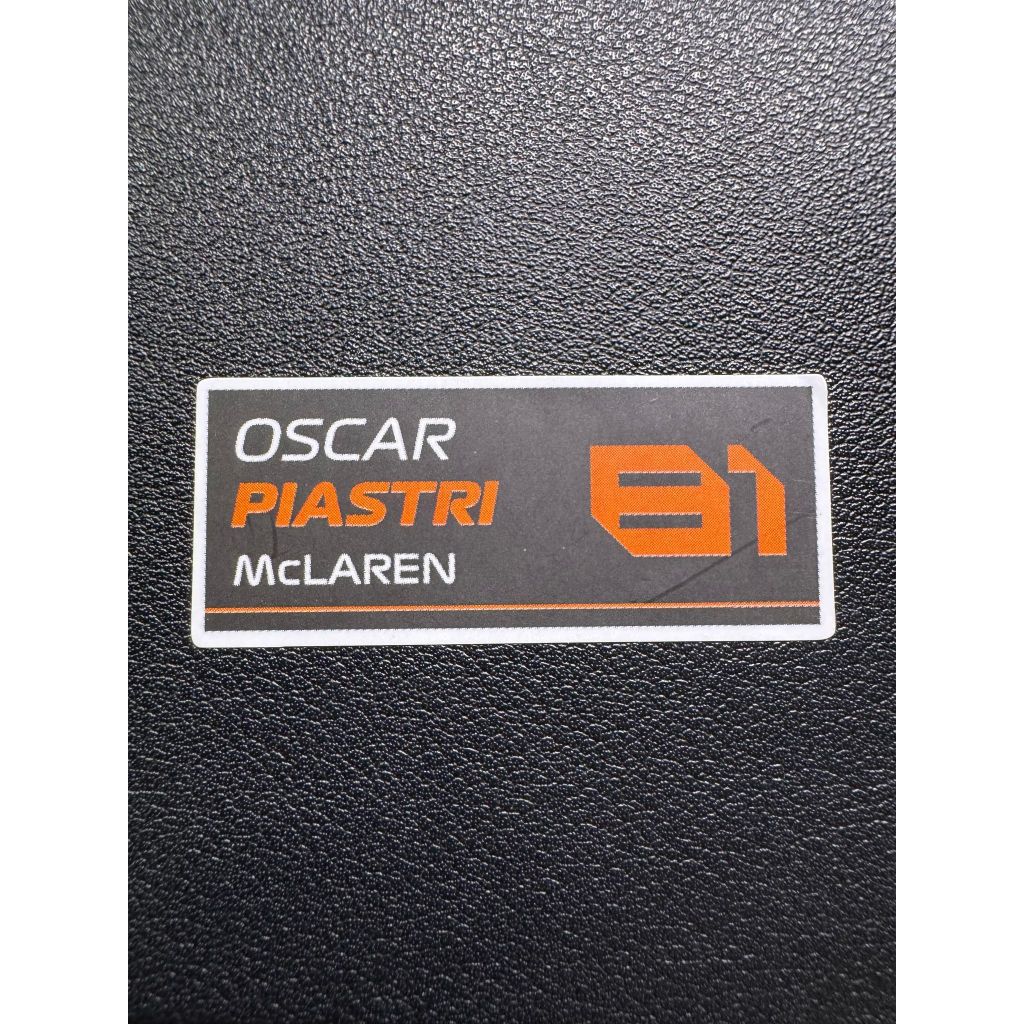 OSCAR
PIASTRI
McLAREN
81